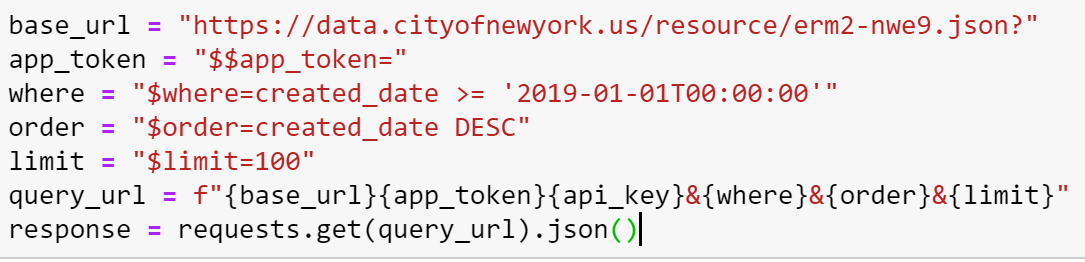 base_url = "https://data.cityofnewyork.us/resource/erm2-nwe9.json?"
app_token = "$$app_token="
where = "$where=created_date >= '2019-01-01T00:00:00'"
order = "$order=created_date DESC"
limit = "$limit=100"
query_url = f"{base_url}{app_token}{api_key}&{where}&{order}&{limit}"
response = requests.get(query_url).json()